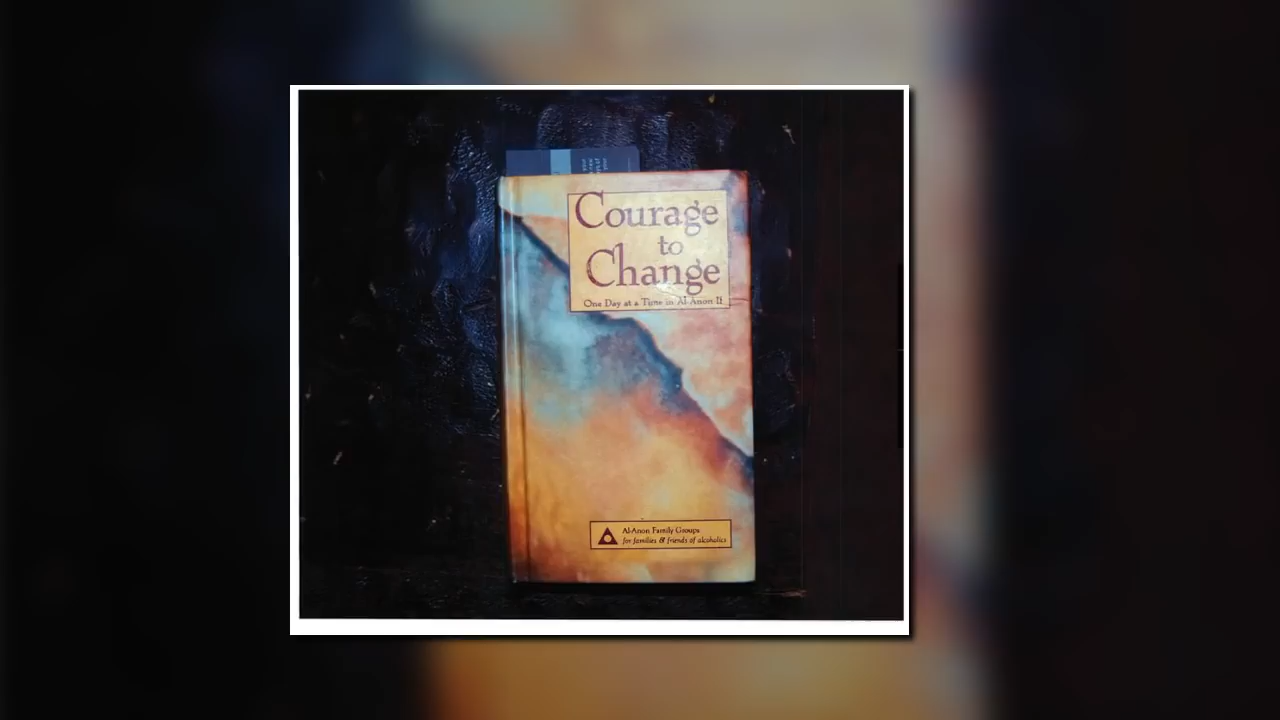 Courage
to
Change
One Day at a Time in Al-Anon II
Al-Anon Family Groups
for families & friends of alcoholics